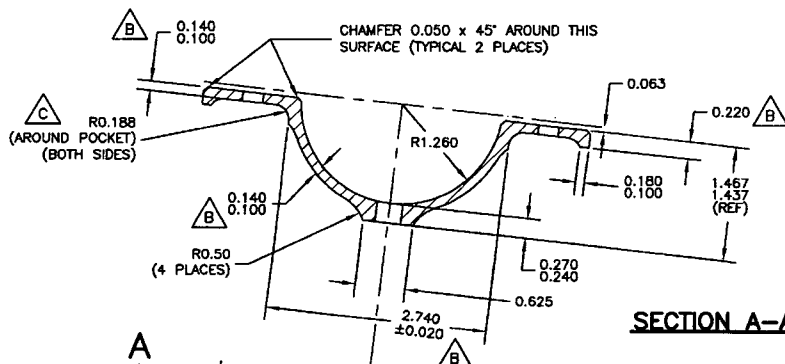 B
0.140
0.100
CHAMFER 0.050 x 45° AROUND THIS
SURFACE (TYPICAL 2 PLACES)
C
R0.188
(AROUND POCKET)
(BOTH SIDES)
0.063
0.220
B
R1.260
B
0.140
0.100
0.180
0.100
1.467
1.437
(REF)
R0.50
(4 PLACES)
0.270
0.240
0.625
2.740
±0.020
B
A
SECTION A-A